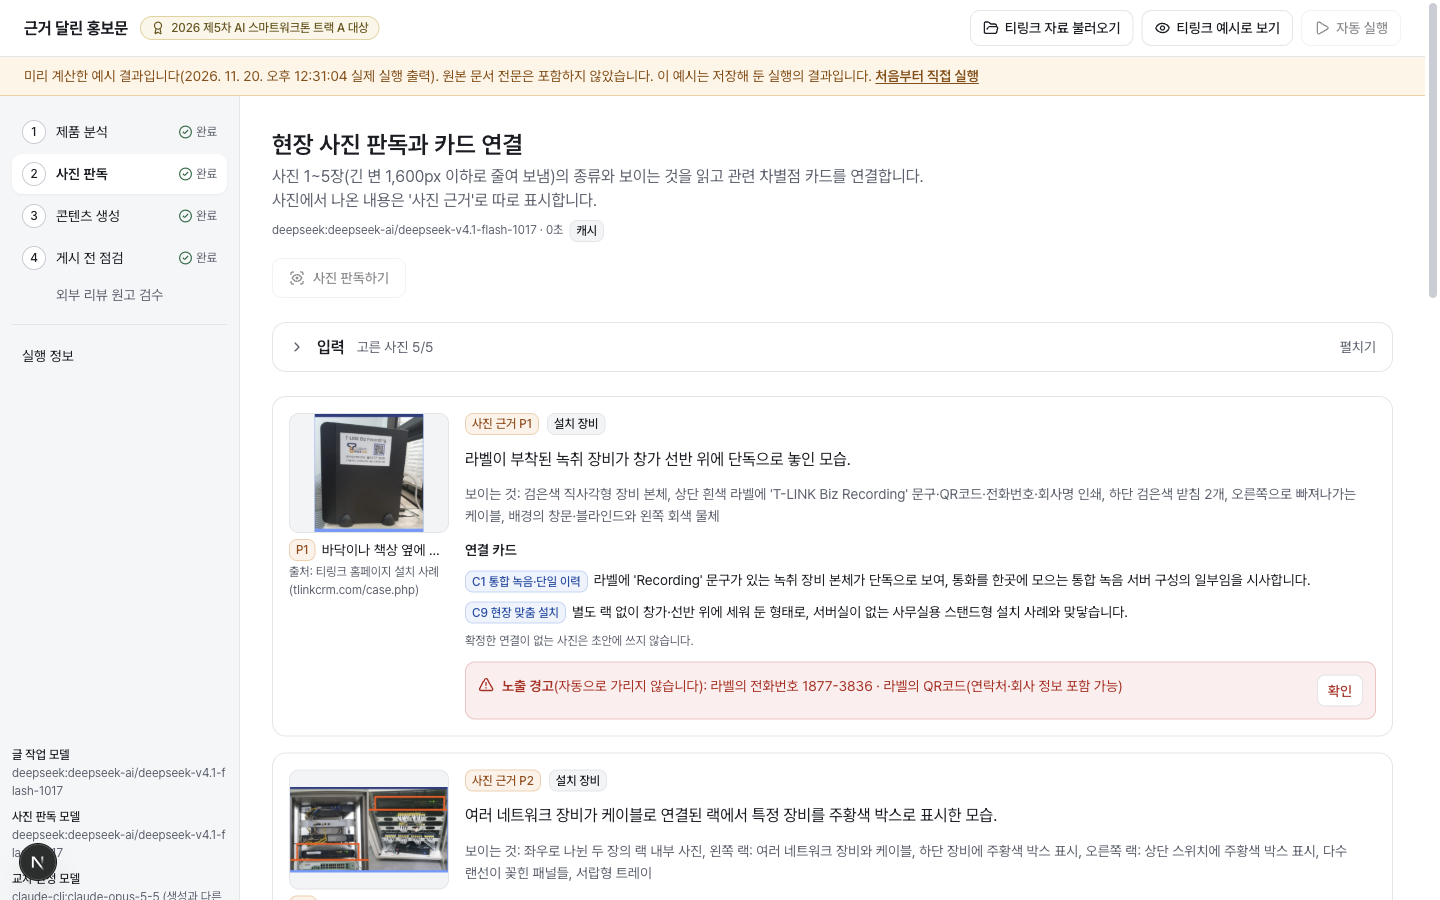 근거 달린 홍보문
2026 제5차 AI 스마트워크톤 트랙 A 대상
티링크 자료 불러오기
티링크 예시로 보기
자동 실행
미리 계산한 예시 결과입니다(2026. 11. 20. 오후 12:31:04 실제 실행 출력). 원본 문서 전문은 포함하지 않았습니다. 이 예시는 저장해 둔 실행의 결과입니다. 처음부터 직접 실행
1 제품 분석 완료
2 사진 판독 완료
3 콘텐츠 생성 완료
4 게시 전 점검 완료
외부 리뷰 원고 검수
실행 정보
글 작업 모델
deepseek:deepseek-ai/deepseek-v4.1-f
lash-1017
사진 판독 모델
deepseek:deepseek-ai/deepseek-v4.1-f
17
N
모델
claude-cli:claude-opus-5-5 (생성과 다른
현장 사진 판독과 카드 연결
사진 1~5장(긴 변 1,600px 이하로 줄여 보냄)의 종류와 보이는 것을 읽고 관련 차별점 카드를 연결합니다.
사진에서 나온 내용은 '사진 근거'로 따로 표시합니다.
deepseek:deepseek-ai/deepseek-v4.1-flash-1017 · 0초 캐시
사진 판독하기
입력 고른 사진 5/5 펼치기
T-LINK Biz Recording
P1 바닥이나 책상 옆에 ...
출처: 티링크 홈페이지 설치 사례
(tlinkcrm.com/case.php)
사진 근거 P1 설치 장비
라벨이 부착된 녹취 장비가 창가 선반 위에 단독으로 놓인 모습.
보이는 것: 검은색 직사각형 장비 본체, 상단 흰색 라벨에 'T-LINK Biz Recording' 문구·QR코드·전화번호·회사명 인쇄, 하단 검은색 받침 2개, 오른쪽으로 빠져나가는
케이블, 배경의 창문·블라인드와 왼쪽 회색 물체
연결 카드
C1 통합 녹음·단일 이력 라벨에 'Recording' 문구가 있는 녹취 장비 본체가 단독으로 보여, 통화를 한곳에 모으는 통합 녹음 서버 구성의 일부임을 시사합니다.
C9 현장 맞춤 설치 별도 랙 없이 창가·선반 위에 세워 둔 형태로, 서버실이 없는 사무실용 스탠드형 설치 사례와 맞닿습니다.
확정한 연결이 없는 사진은 초안에 쓰지 않습니다.
노출 경고(자동으로 가리지 않습니다): 라벨의 전화번호 1877-3836 · 라벨의 QR코드(연락처·회사 정보 포함 가능)
확인
사진 근거 P2 설치 장비
여러 네트워크 장비가 케이블로 연결된 랙에서 특정 장비를 주황색 박스로 표시한 모습.
보이는 것: 좌우로 나뉜 두 장의 랙 내부 사진, 왼쪽 랙: 여러 네트워크 장비와 케이블, 하단 장비에 주황색 박스 표시, 오른쪽 랙: 상단 스위치에 주황색 박스 표시, 다수
랜선이 꽂힌 패널들, 서랍형 트레이